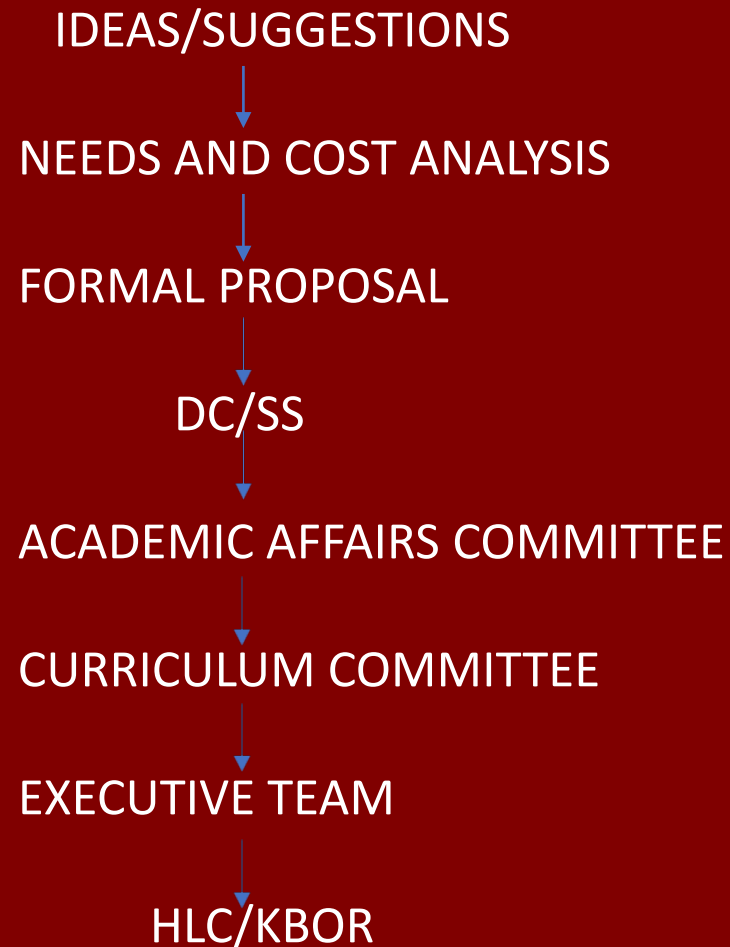 IDEAS/SUGGESTIONS
NEEDS AND COST ANALYSIS
FORMAL PROPOSAL
DC/SS
ACADEMIC AFFAIRS COMMITTEE
CURRICULUM COMMITTEE
EXECUTIVE TEAM
HLC/KBOR